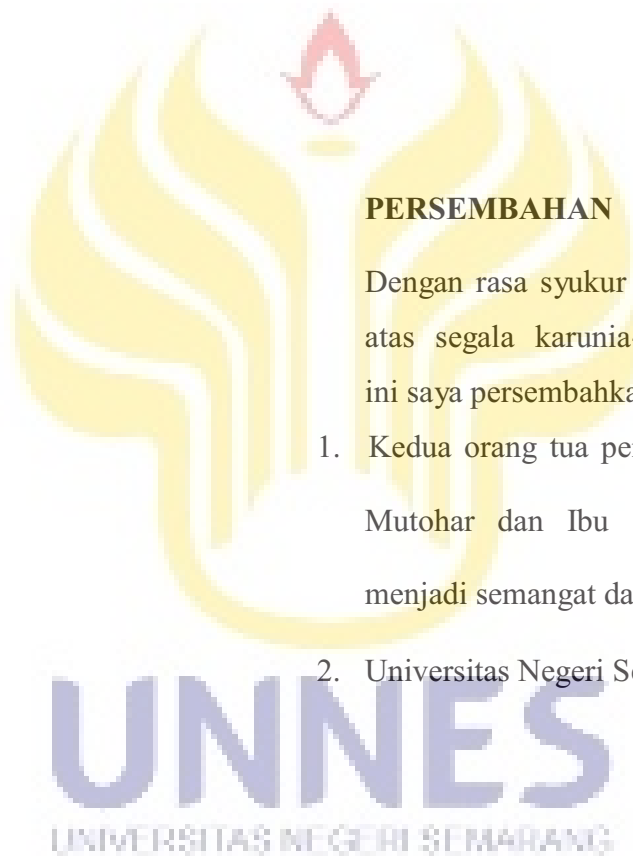 PERSEMBAHAN
Dengan rasa syukur
atas segala karunia-
ini saya persembahka
1. Kedua orang tua per
Mutohar dan Ibu
menjadi semangat da
2. Universitas Negeri Se
UNNES
UNIVERSITAS NEGERI SEMARANG